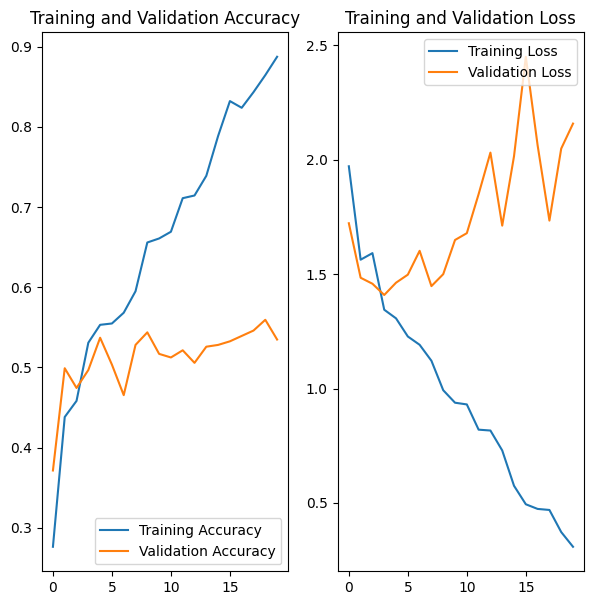 Training and Validation Accuracy
0.9
0.8
0.7
0.6
0.5
0.4
0.3
0 5 10 15
Training Accuracy
Validation Accuracy
Training and Validation Loss
2.5
2.0
1.5
1.0
0.5
0 5 10 15
Training Loss
Validation Loss